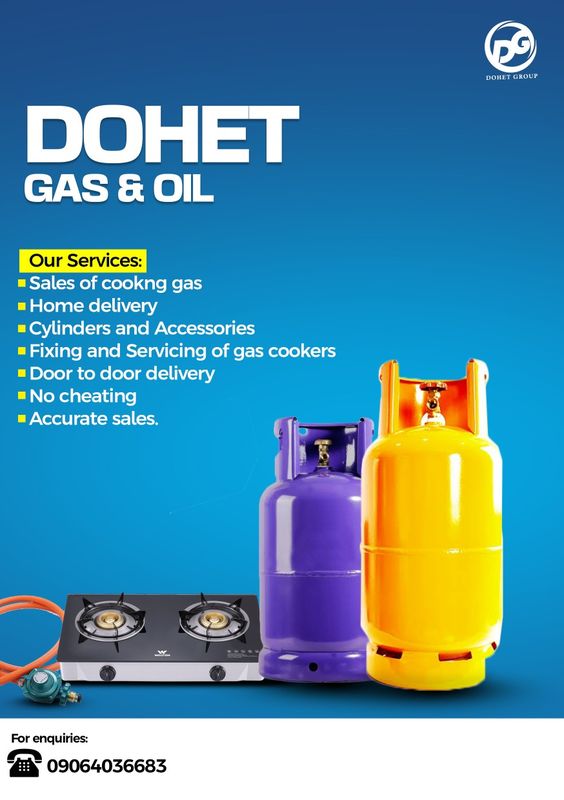 DG
DOHET GROUP
DOHET
GAS & OIL
Our Services:
Sales of cookng gas
Home delivery
Cylinders and Accessories
Fixing and Servicing of gas cookers
Door to door delivery
No cheating
Accurate sales.
For enquiries:
09064036683